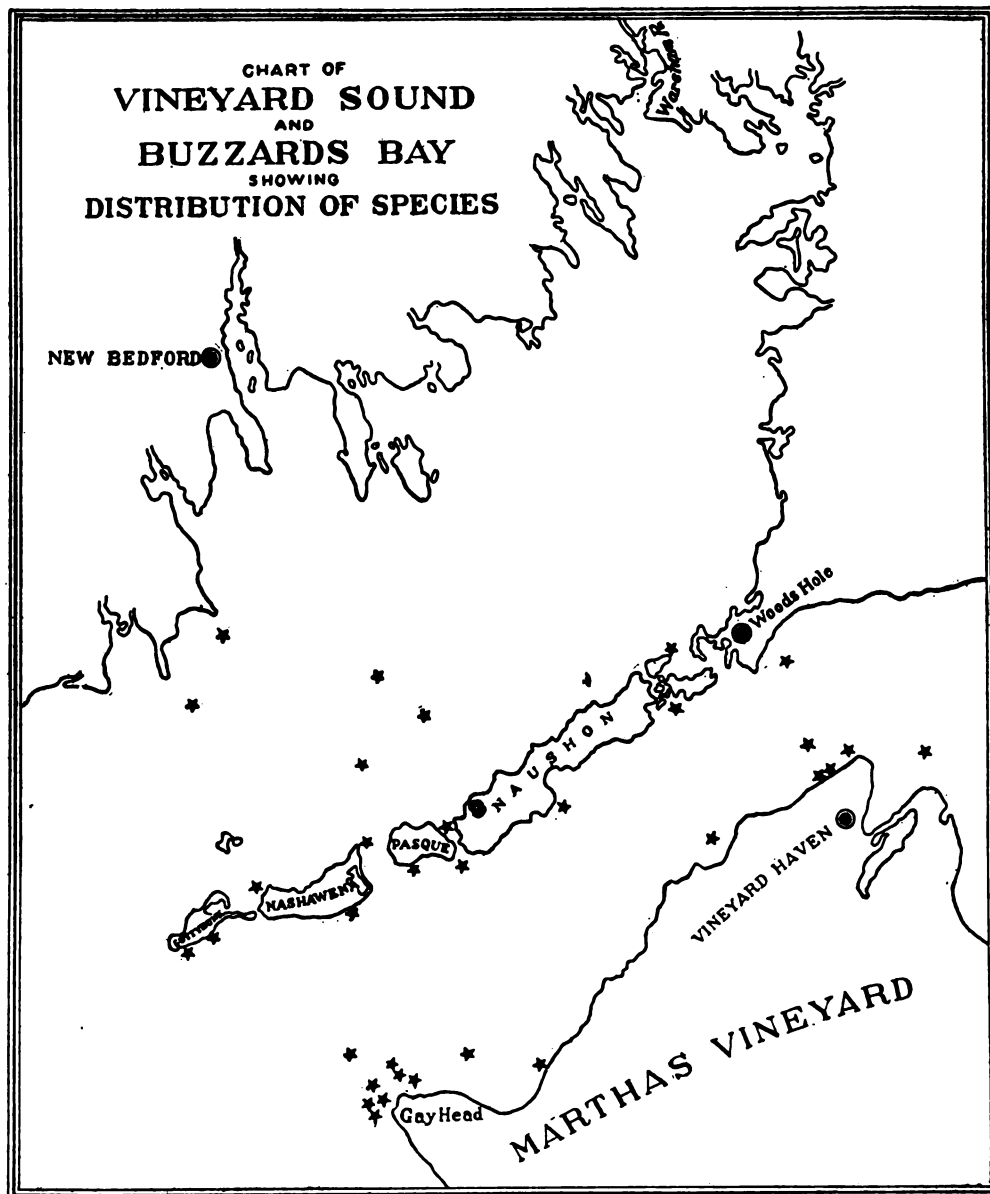 CHART OF
VINEYARD SOUND
AND
BUZZARDS BAY
SHOWING
DISTRIBUTION OF SPECIES
Wareham R
NEW BEDFORD
Woods Hole
NAUSHON
PASQUE
NASHAWENA
VINEYARD HAVEN
MARTHAS VINEYARD
Gay Head